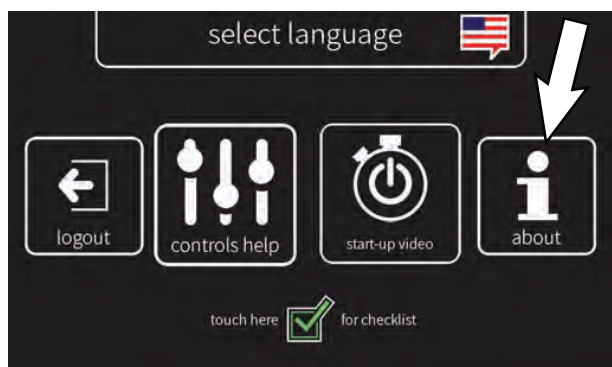 select language
logout
controls help
start-up video
about
touch here for checklist